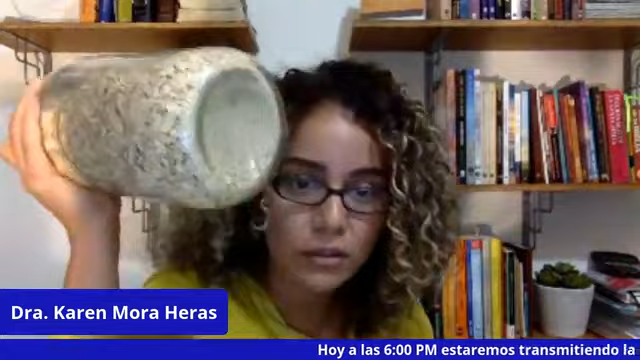 Dra. Karen Mora Heras
Hoy a las 6:00 PM estaremos transmitiendo la